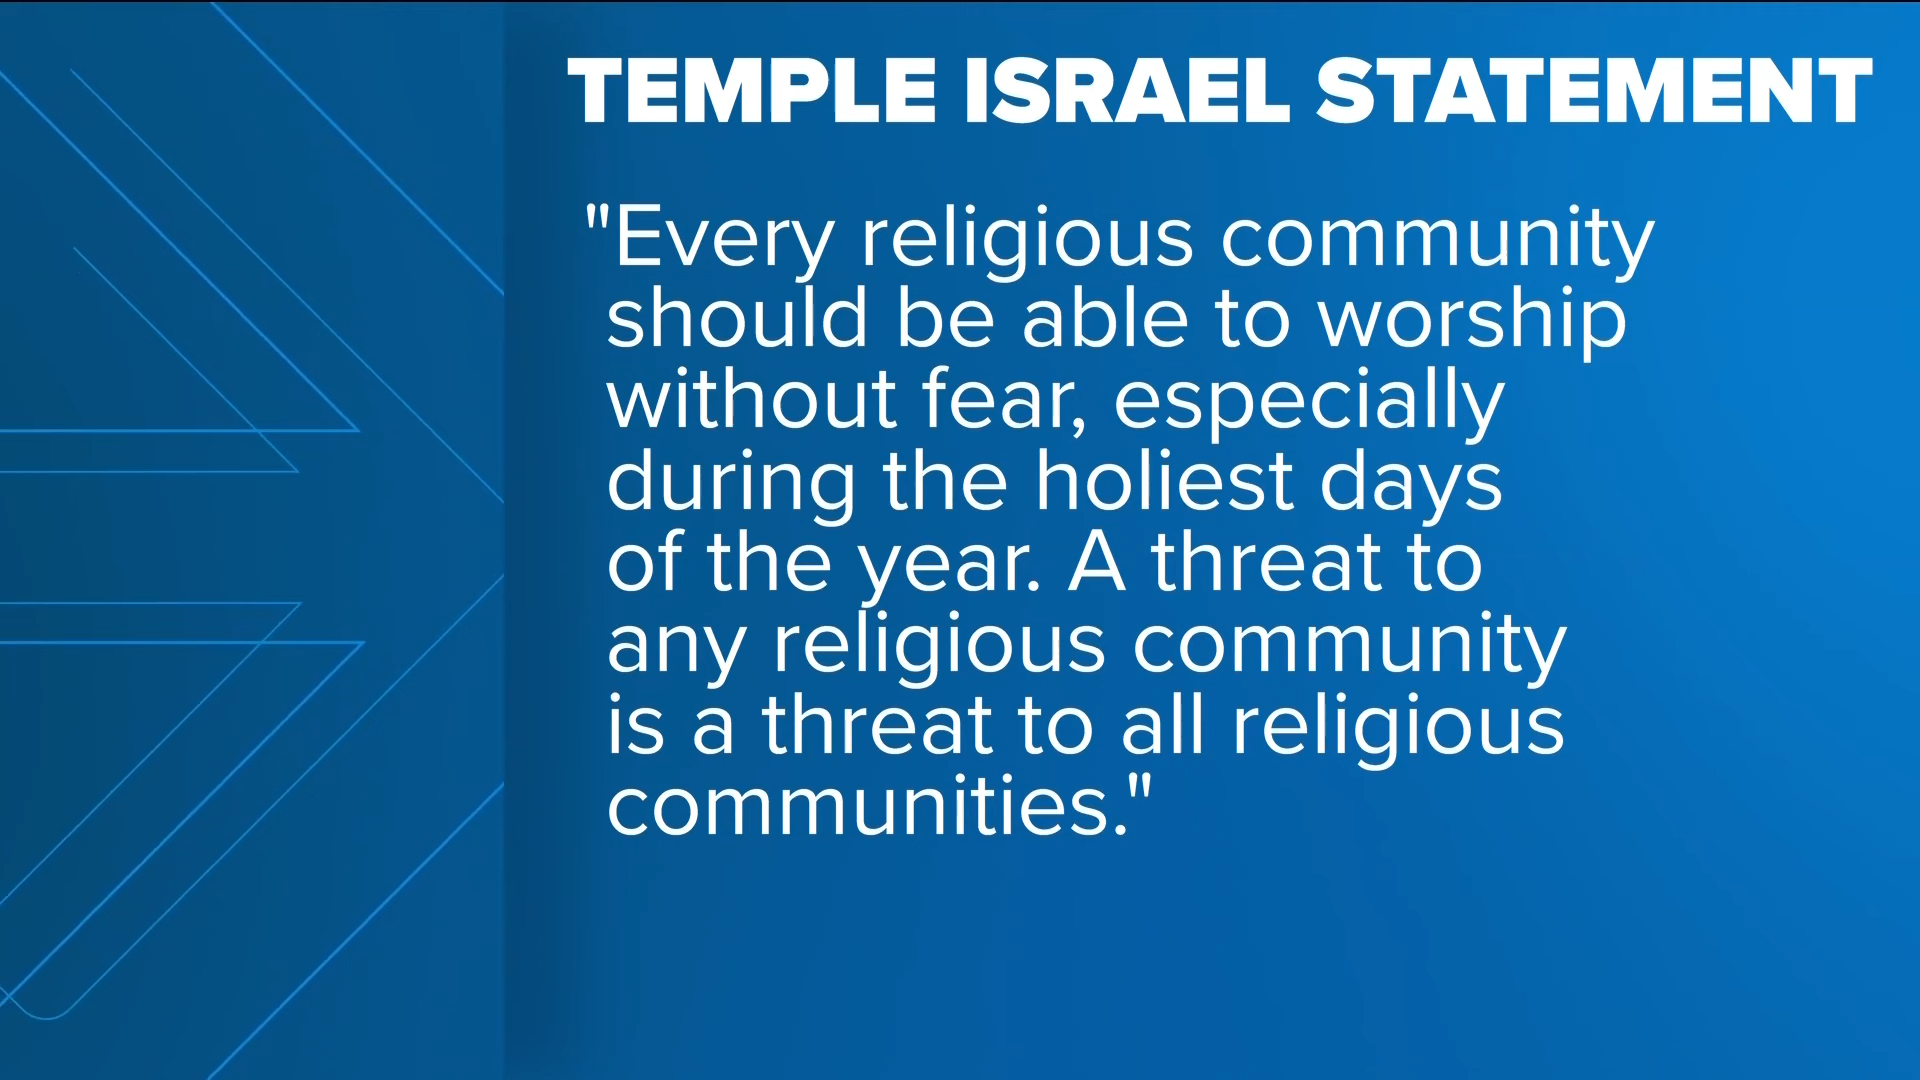 TEMPLE ISRAEL STATEMENT
"Every religious community
should be able to worship
without fear, especially
during the holiest days
of the year. A threat to
any religious community
is a threat to all religious
communities."